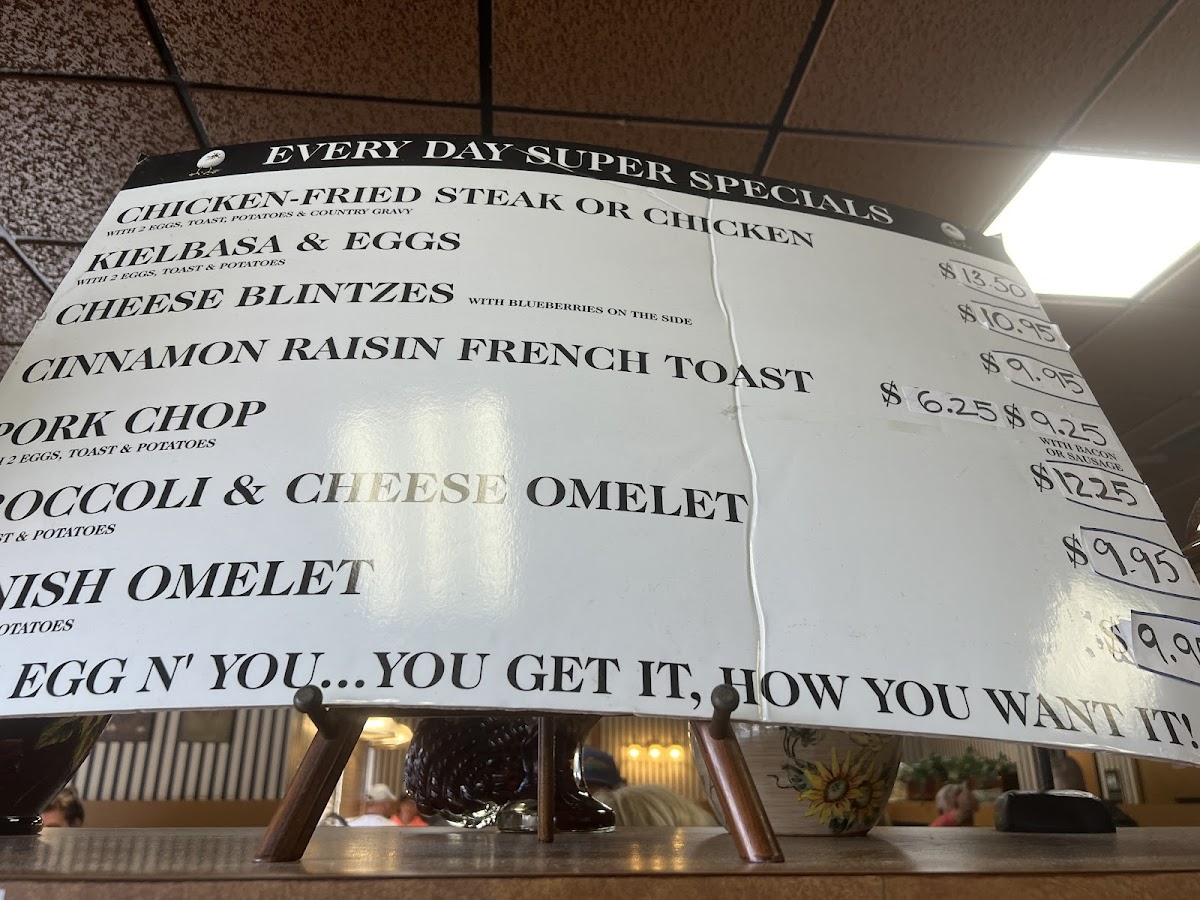 EVERY DAY SUPER SPECIALS
CHICKEN-FRIED STEAK OR CHICKEN $13.50
WITH 2 EGGS, TOAST, POTATOES & COUNTRY GRAVY
KIELBASA & EGGS $10.95
WITH 2 EGGS, TOAST & POTATOES
CHEESE BLINTZES WITH BLUEBERRIES ON THE SIDE $9.95
CINNAMON RAISIN FRENCH TOAST $6.25 $9.25
WITH BACON
OR SAUSAGE
PORK CHOP $12.25
2 EGGS, TOAST & POTATOES
OCCOLI & CHEESE OMELET $9.95
ST & POTATOES
NISH OMELET $9.9
OTATOES
EGG N' YOU...YOU GET IT, HOW YOU WANT IT!